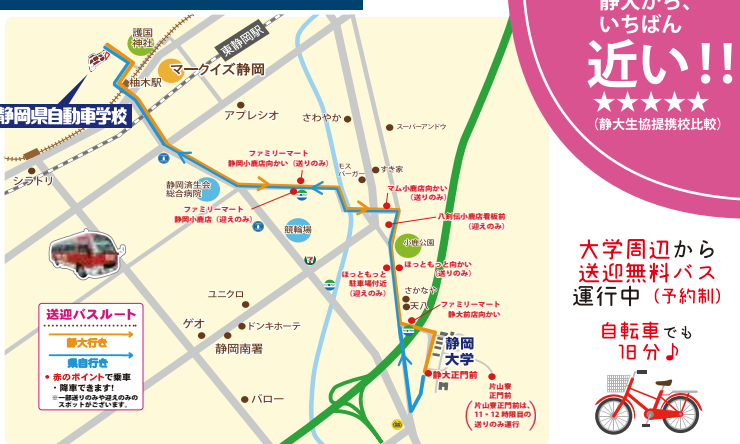 静大から、
いちばん
近い!!
★★★★★
(静大生協提携校比較)
護国
神社
東静岡駅
マークイズ静岡
柚木駅
静岡県自動車学校
アプレシオ
さわやか
スーパーアンドウ
シラトリ
ファミリーマート
静岡小鹿店向かい(送りのみ)
モス
バーガー
すき家
静岡済生会
総合病院
マム小鹿店向かい
(送りのみ)
ファミリーマート
静岡小鹿店(迎えのみ)
八剣伝小鹿店看板前
(迎えのみ)
競輪場
小鹿公園
ほっともっと向かい
(送りのみ)
ほっともっと
駐車場付近
(迎えのみ)
さかなや
天八
ファミリーマート
静大前店向かい
ユニクロ
ゲオ
ドンキホーテ
静岡南署
静岡
大学
静大正門前
バロー
片山寮
正門前
(片山寮正門前は、
11・12時限目の
送りのみ運行)
送迎バスルート
静大行き
県自行き
・赤のポイントで乗車
・降車できます!
※一部送りのみや迎えのみの
スポットがございます。
大学周辺から
送迎無料バス
運行中(予約制)
自転車でも
1日分♪